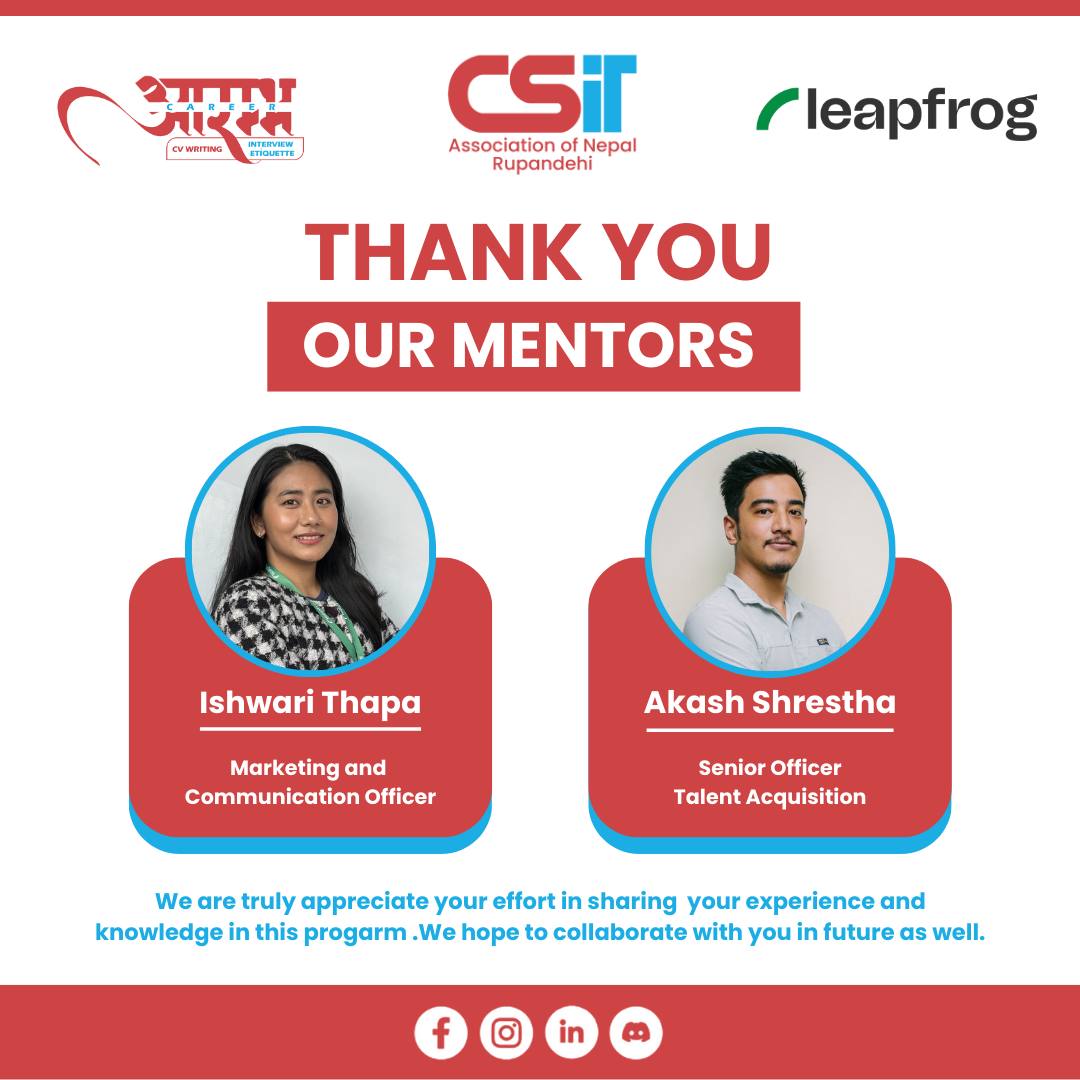 आरम्भ
CAREER
CV WRITING
INTERVIEW
ETIQUETTE
CSiT
Association of Nepal
Rupandehi
leapfrog
THANK YOU
OUR MENTORS
Ishwari Thapa
Marketing and
Communication Officer
Akash Shrestha
Senior Officer
Talent Acquisition
We are truly appreciate your effort in sharing  your experience and
knowledge in this progarm .We hope to collaborate with you in future as well.